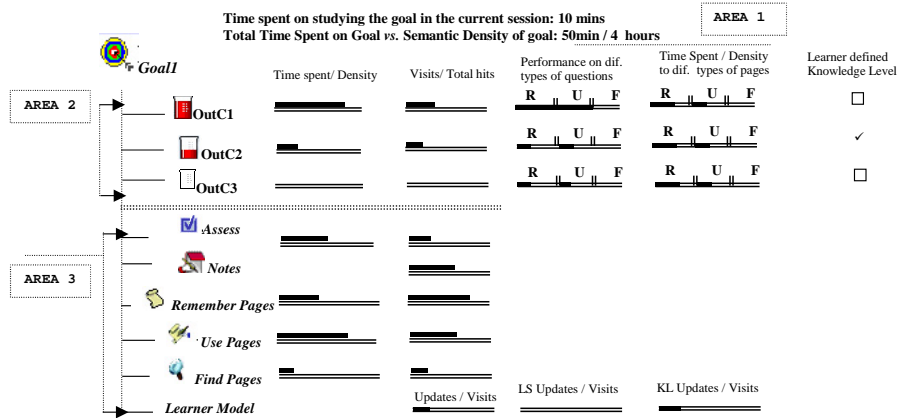 Time spent on studying the goal in the current session: 10 mins
AREA 1
Total Time Spent on Goal vs. Semantic Density of goal: 50min / 4 hours
Goal1
Time spent/ Density
Visits/ Total hits
Performance on dif.
types of questions
Time Spent / Density
to dif. types of pages
Learner defined
Knowledge Level
AREA 2
R U F
R U F
OutC1
R U F
R U F
OutC2
R U F
R U F
OutC3
Assess
AREA 3
Notes
Remember Pages
Use Pages
Find Pages
Updates / Visits
LS Updates / Visits
KL Updates / Visits
Learner Model